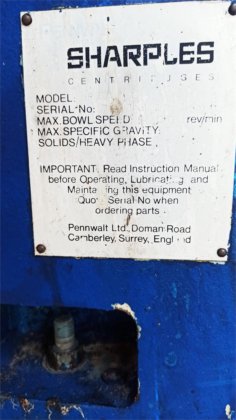 SHARPLES
CENTRIFUGES
MODEL
SERIAL No:
MAX. BOWL SPEED rev/min
MAX. SPECIFIC GRAVITY
SOLIDS/HEAVY PHASE
IMPORTANT. Read Instruction Manual
before Operating, Lubricat and
Maintaining this equipment
Quote Serial No when
ordering parts
Pennwalt Ltd, Doman Road
Camberley, Surrey, England